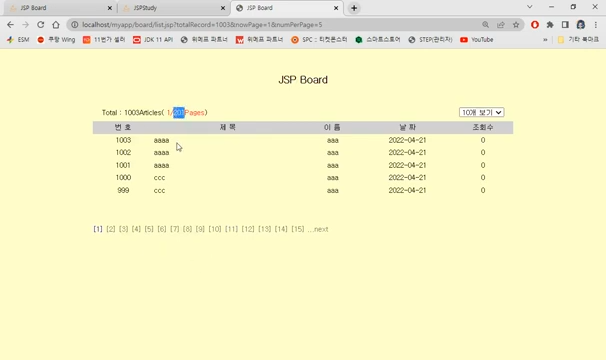 JSP Board
JSPStudy
JSP Board
localhost/myapp/board/list.jsp?totalRecord=1003&nowPage=1&numPerPage=5
ESM
쿠팡 Wing
11번가 셀러
JDK 11 API
위메프 파트너
위메프 파트너
SPC :: 티켓몬스터
스마트스토어
STEP(관리자)
YouTube
»
기타 북마크
JSP Board
Total : 1003Articles( 1/201Pages)
10개 보기
번 호 제 목 이 름 날 짜 조회수
1003 aaaa aaa 2022-04-21 0
1002 aaaa aaa 2022-04-21 0
1001 aaaa aaa 2022-04-21 0
1000 ccc aaa 2022-04-21 0
999 ccc aaa 2022-04-21 0
[1] [2] [3] [4] [5] [6] [7] [8] [9] [10] [11] [12] [13] [14] [15] ....next